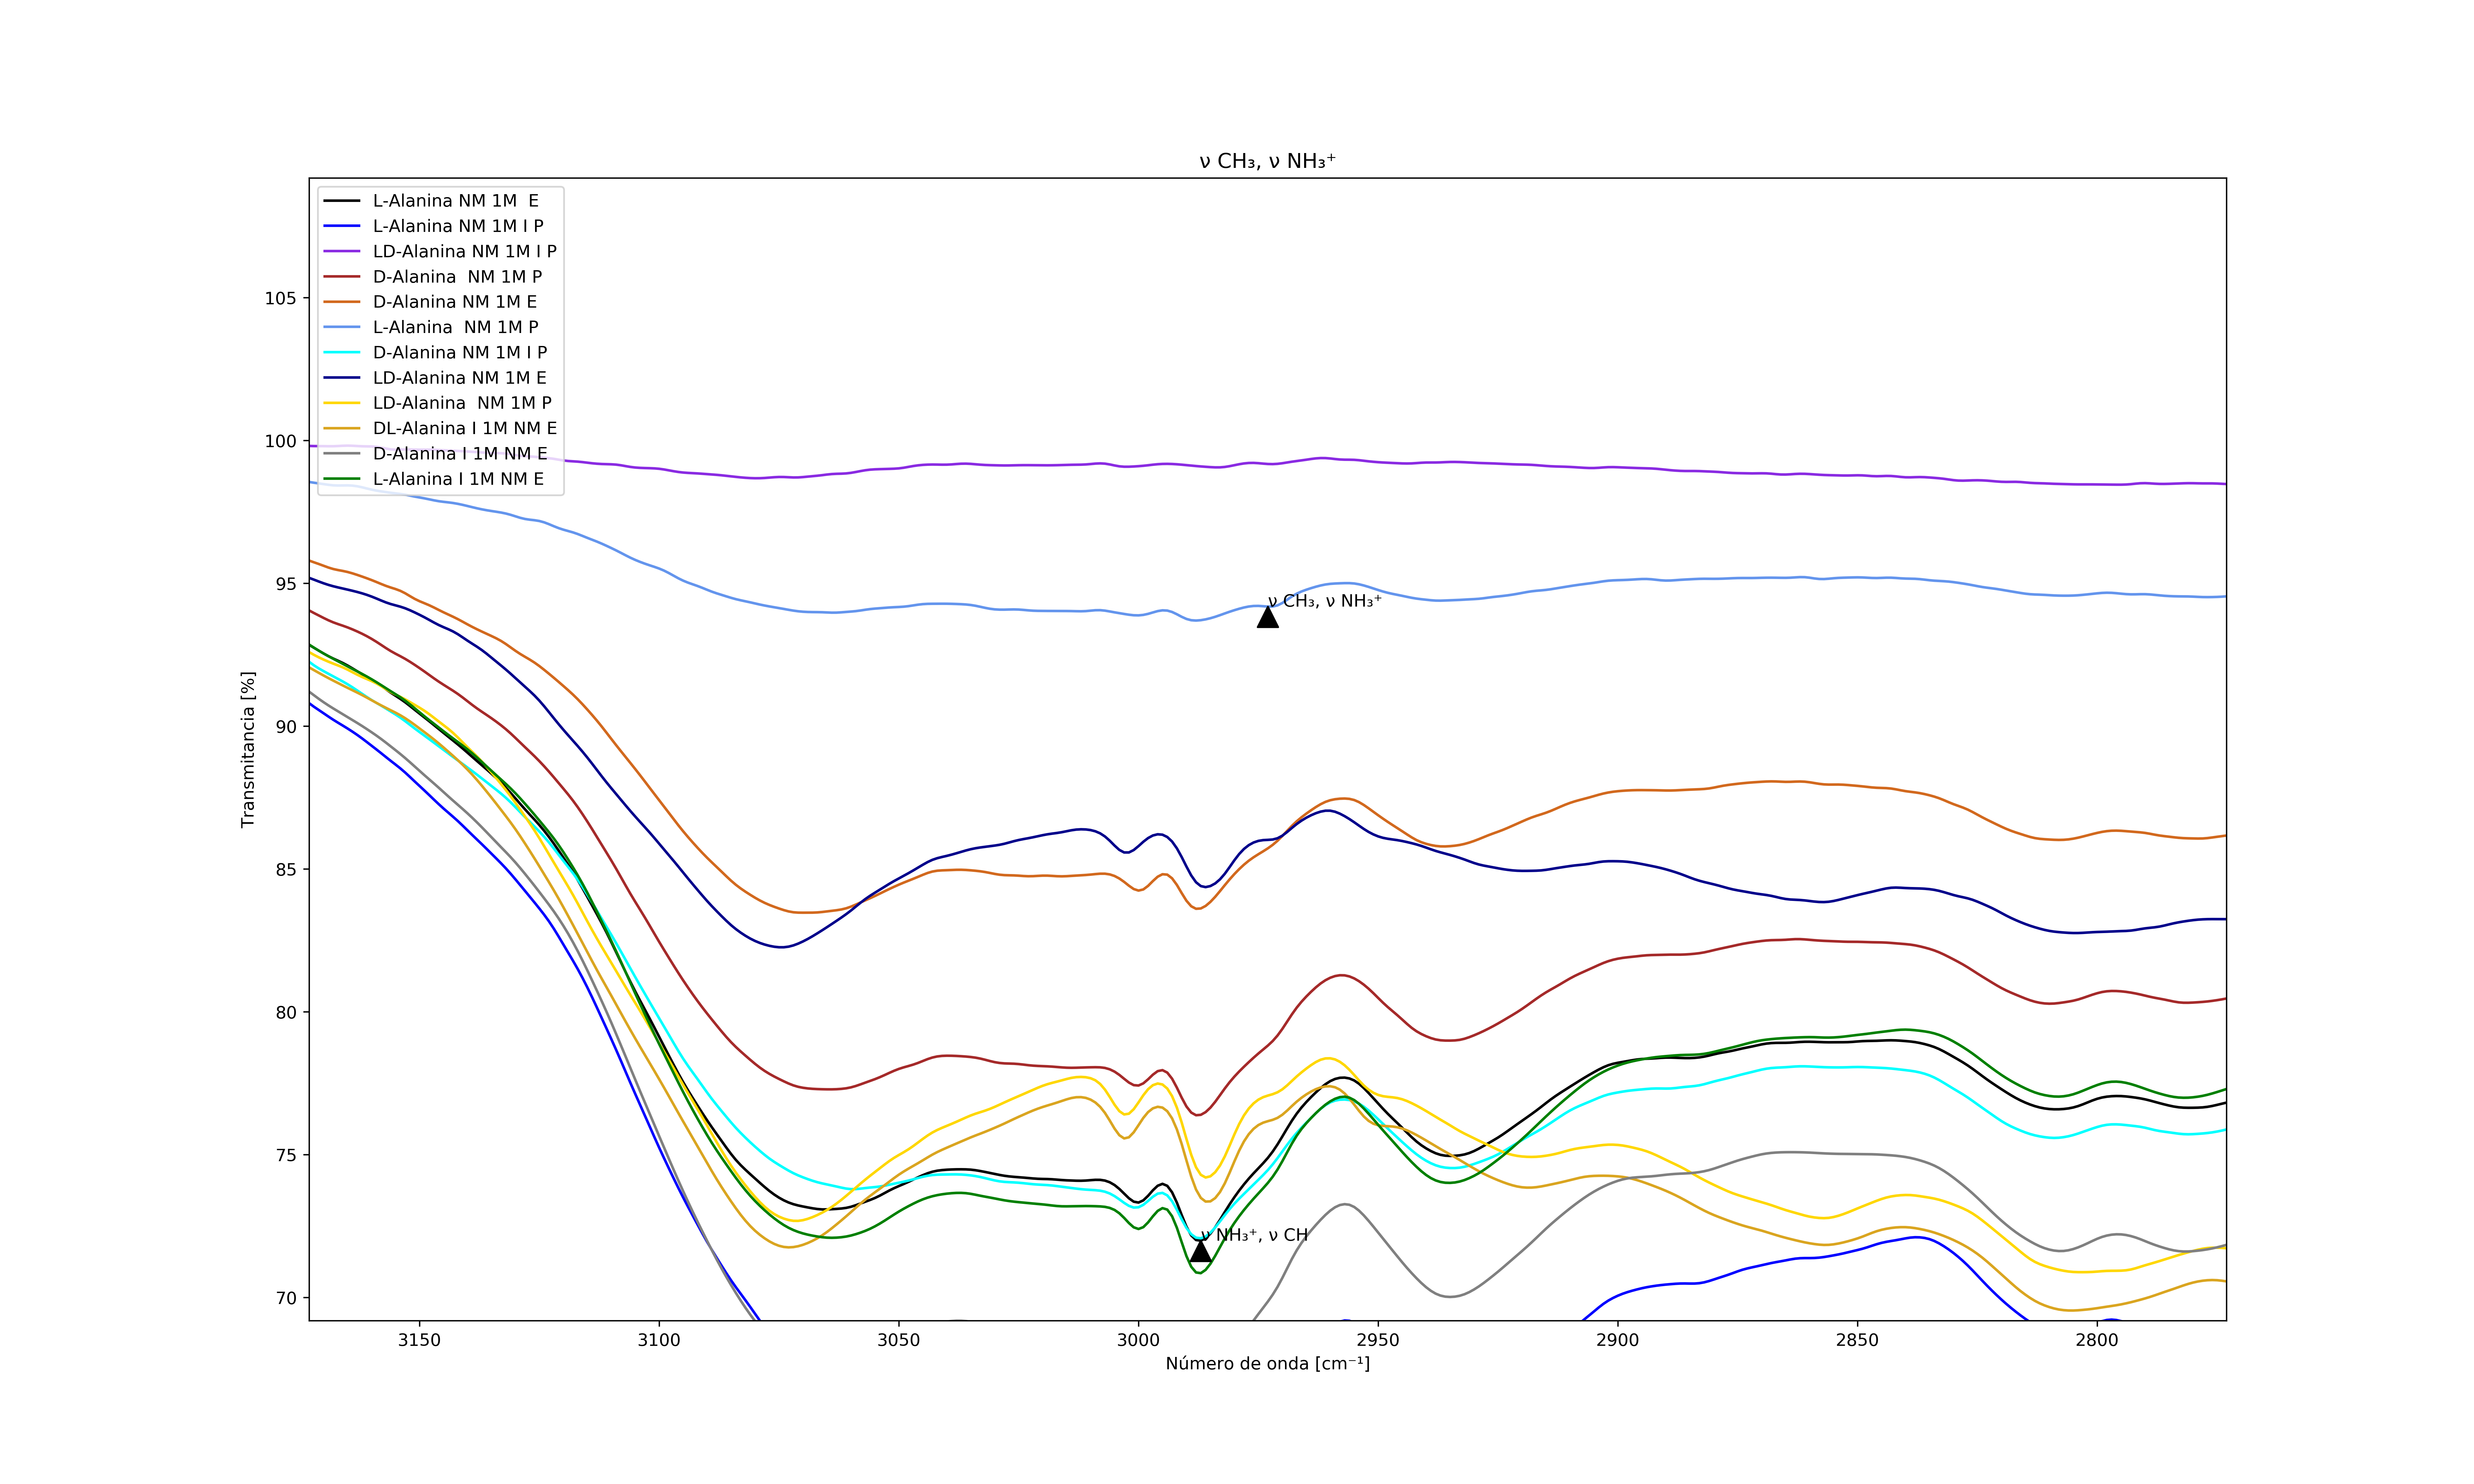 ν CH₃, ν NH₃⁺
L-Alanina NM 1M  E
L-Alanina NM 1M I P
LD-Alanina NM 1M I P
D-Alanina  NM 1M P
D-Alanina NM 1M E
L-Alanina  NM 1M P
D-Alanina NM 1M I P
LD-Alanina NM 1M E
LD-Alanina  NM 1M P
DL-Alanina I 1M NM E
D-Alanina I 1M NM E
L-Alanina I 1M NM E
105
100
95
90
85
80
75
70
Transmitancia [%]
ν CH₃, ν NH₃⁺
ν NH₃⁺, ν CH
3150 3100 3050 3000 2950 2900 2850 2800
Número de onda [cm⁻¹]